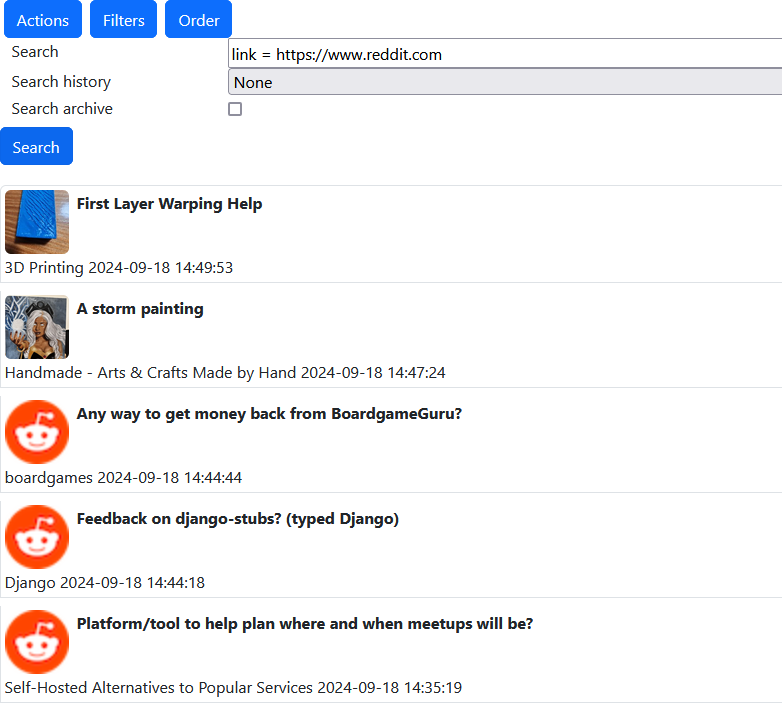 Actions Filters Order
Search link = https://www.reddit.com
Search history None
Search archive
Search
First Layer Warping Help
3D Printing 2024-09-18 14:49:53
A storm painting
Handmade - Arts & Crafts Made by Hand 2024-09-18 14:47:24
Any way to get money back from BoardgameGuru?
boardgames 2024-09-18 14:44:44
Feedback on django-stubs? (typed Django)
Django 2024-09-18 14:44:18
Platform/tool to help plan where and when meetups will be?
Self-Hosted Alternatives to Popular Services 2024-09-18 14:35:19